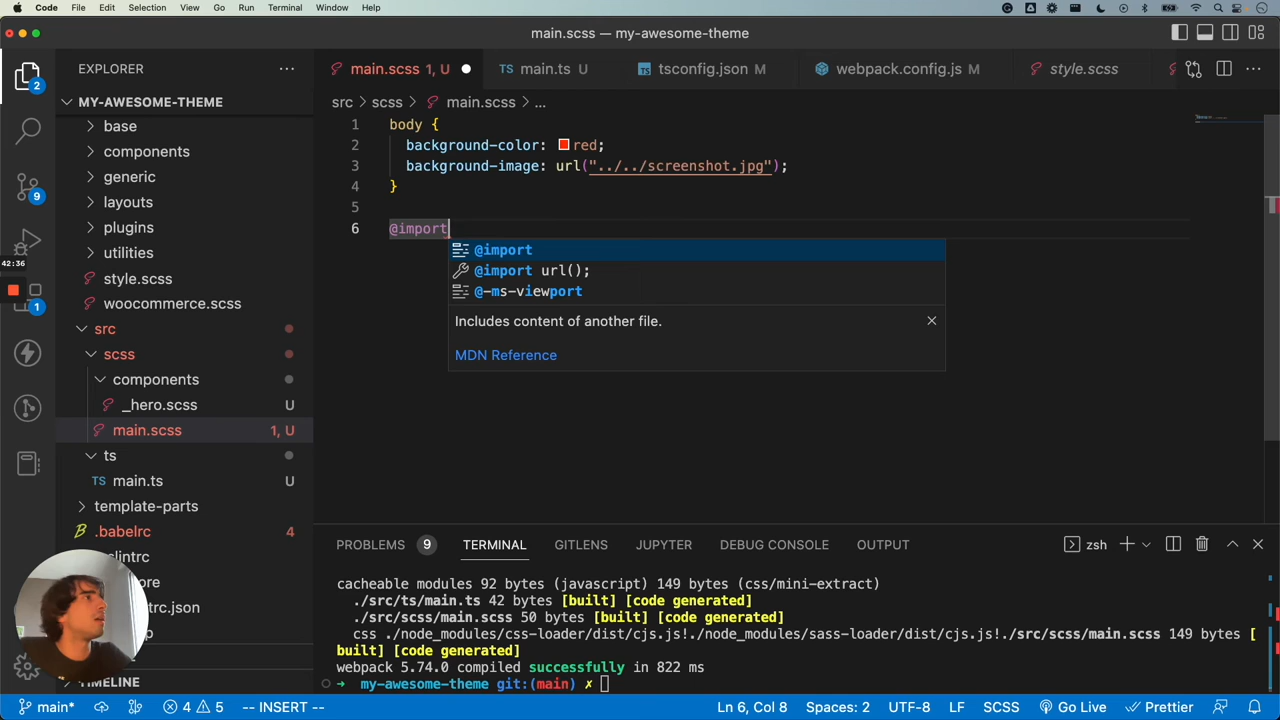 Code File Edit Selection View Go Run Terminal Window Help
main.scss — my-awesome-theme
EXPLORER
main.scss 1, U
TS main.ts U
tsconfig.json M
webpack.config.js M
style.scss
MY-AWESOME-THEME
src > scss > main.scss > ...
base
components
generic
layouts
plugins
utilities
style.scss
woocommerce.scss
src
scss
components
_hero.scss U
main.scss 1, U
ts
TS main.ts U
template-parts
.babelrc 4
TIMELINE
2
9
42:36
1
1 body {
2 background-color: red;
3 background-image: url("../../screenshot.jpg");
4 }
5
6 @import
@import
@import url();
@-ms-viewport
Includes content of another file.
MDN Reference
PROBLEMS 9 TERMINAL GITLENS JUPYTER DEBUG CONSOLE OUTPUT zsh
cacheable modules 92 bytes (javascript) 149 bytes (css/mini-extract)
./src/ts/main.ts 42 bytes [built] [code generated]
./src/scss/main.scss 50 bytes [built] [code generated]
css ./node_modules/css-loader/dist/cjs.js!./node_modules/sass-loader/dist/cjs.js!./src/scss/main.scss 149 bytes [
built] [code generated]
webpack 5.74.0 compiled successfully in 822 ms
➜ my-awesome-theme git:(main) ✗
main* 4 5 -- INSERT -- Ln 6, Col 8 Spaces: 2 UTF-8 LF SCSS Go Live Prettier